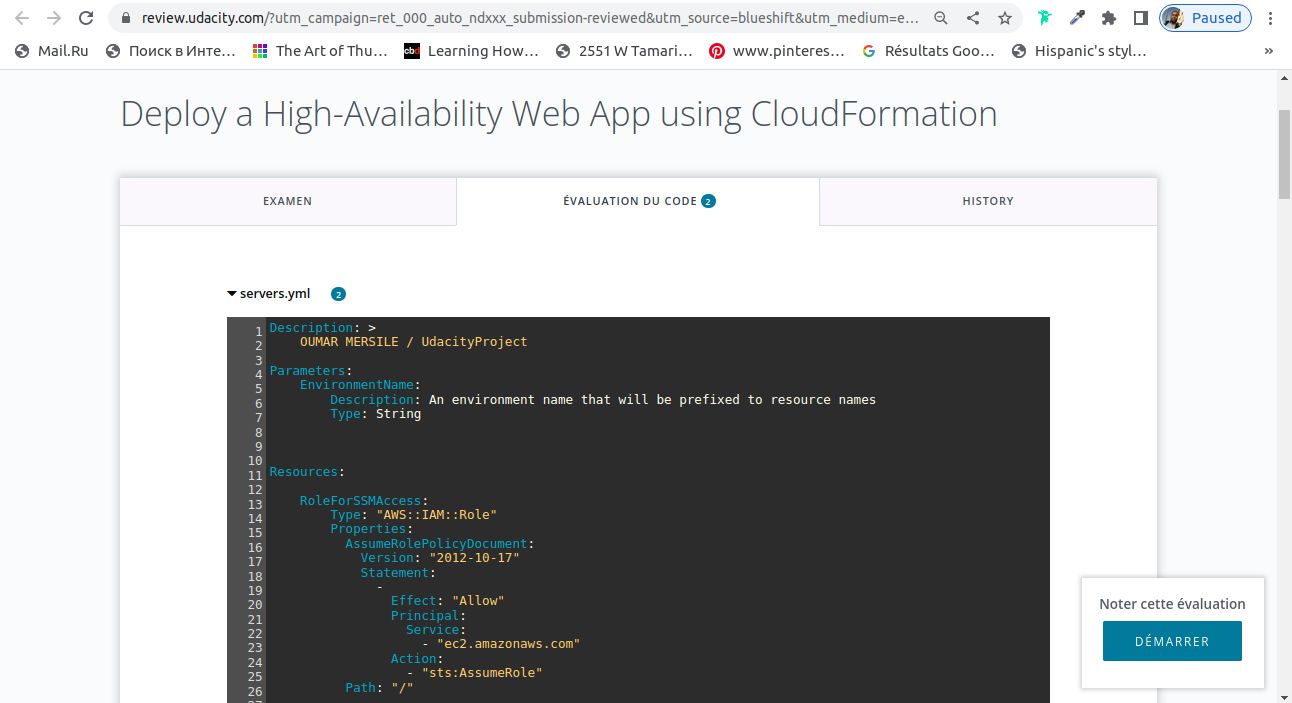 review.udacity.com/?utm_campaign=ret_000_auto_ndxxx_submission-reviewed&utm_source=blueshift&utm_medium=e…
Paused
Mail.Ru
Поиск в Инте…
The Art of Thu…
cbd
Learning How…
2551 W Tamari…
www.pinteres…
Résultats Goo…
Hispanic's styl…
»
Deploy a High-Availability Web App using CloudFormation
EXAMEN
ÉVALUATION DU CODE 2
HISTORY
servers.yml 2
1 Description: >
2 OUMAR MERSILE / UdacityProject
3
4 Parameters:
5 EnvironmentName:
6 Description: An environment name that will be prefixed to resource names
7 Type: String
8
9
10
11 Resources:
12
13 RoleForSSMAccess:
14 Type: "AWS::IAM::Role"
15 Properties:
16 AssumeRolePolicyDocument:
17 Version: "2012-10-17"
18 Statement:
19 -
20 Effect: "Allow"
21 Principal:
22 Service:
23 - "ec2.amazonaws.com"
24 Action:
25 - "sts:AssumeRole"
26 Path: "/"
27
Noter cette évaluation
DÉMARRER